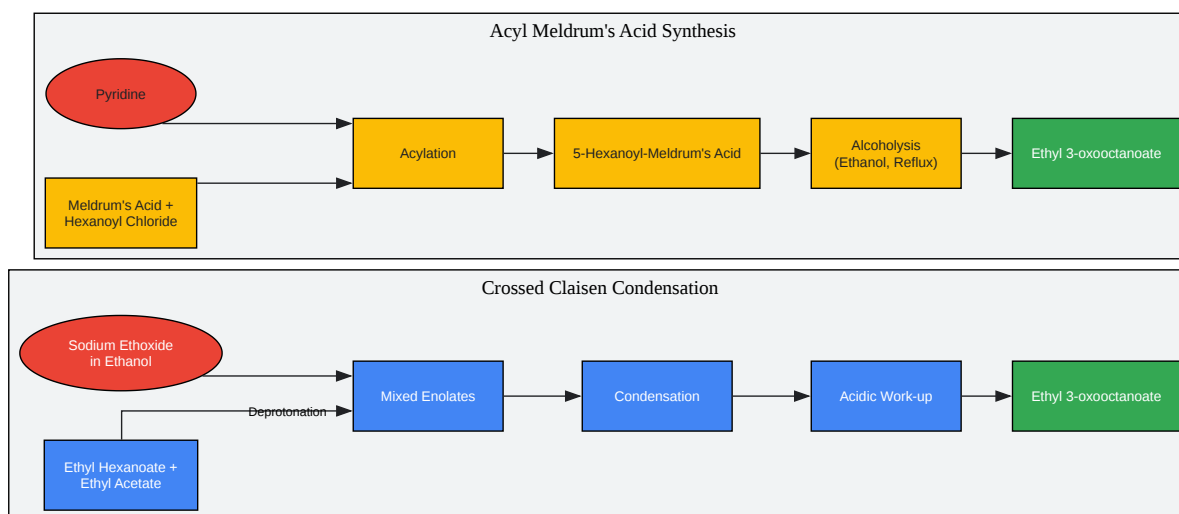 Acyl Meldrum's Acid Synthesis
Pyridine
Meldrum's Acid +
Hexanoyl Chloride
Acylation
5-Hexanoyl-Meldrum's Acid
Alcoholysis
(Ethanol, Reflux)
Ethyl 3-oxooctanoate
Crossed Claisen Condensation
Sodium Ethoxide
in Ethanol
Deprotonation
Ethyl Hexanoate +
Ethyl Acetate
Mixed Enolates
Condensation
Acidic Work-up
Ethyl 3-oxooctanoate